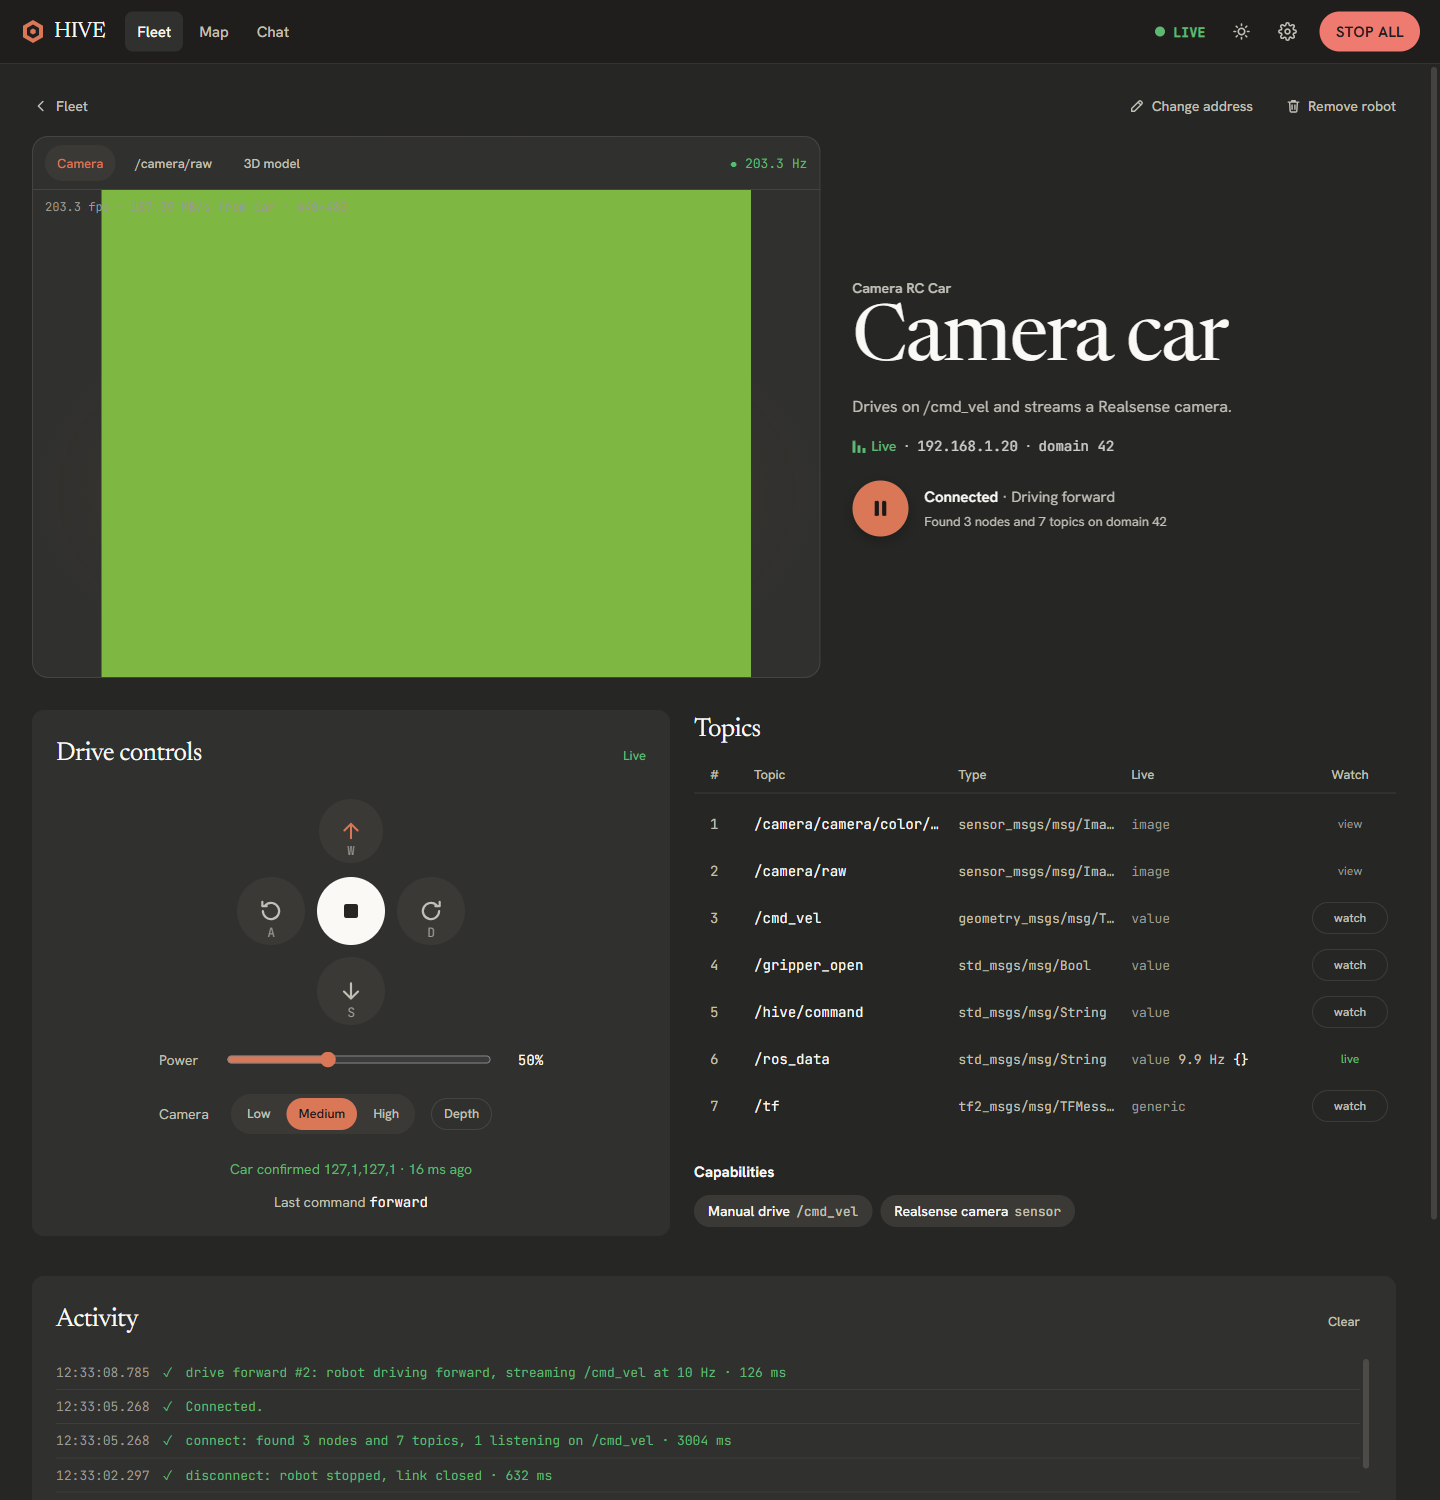 HIVE Fleet Map Chat LIVE STOP ALL
Fleet Change address Remove robot
Camera /camera/raw 3D model 203.3 Hz
203.3 fp
Camera RC Car
Camera car
Drives on /cmd_vel and streams a Realsense camera.
Live · 192.168.1.20 · domain 42
Connected · Driving forward
Found 3 nodes and 7 topics on domain 42
Drive controls Live
W
A
D
S
Power 50%
Camera Low Medium High Depth
Car confirmed 127,1,127,1 · 16 ms ago
Last command forward
Topics
# Topic Type Live Watch
1 /camera/camera/color/… sensor_msgs/msg/Ima… image view
2 /camera/raw sensor_msgs/msg/Ima… image view
3 /cmd_vel geometry_msgs/msg/T… value watch
4 /gripper_open std_msgs/msg/Bool value watch
5 /hive/command std_msgs/msg/String value watch
6 /ros_data std_msgs/msg/String value 9.9 Hz {} live
7 /tf tf2_msgs/msg/TFMess… generic watch
Capabilities
Manual drive /cmd_vel Realsense camera sensor
Activity Clear
12:33:08.785 ✓ drive forward #2: robot driving forward, streaming /cmd_vel at 10 Hz · 126 ms
12:33:05.268 ✓ Connected.
12:33:05.268 ✓ connect: found 3 nodes and 7 topics, 1 listening on /cmd_vel · 3004 ms
12:33:02.297 ✓ disconnect: robot stopped, link closed · 632 ms